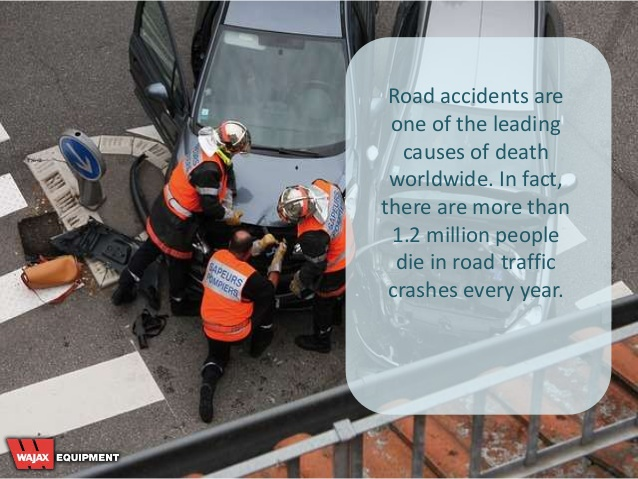 Road accidents are
one of the leading
causes of death
worldwide. In fact,
there are more than
1.2 million people
die in road traffic
crashes every year.
SAPEURS
POMPIERS
WAJAX EQUIPMENT